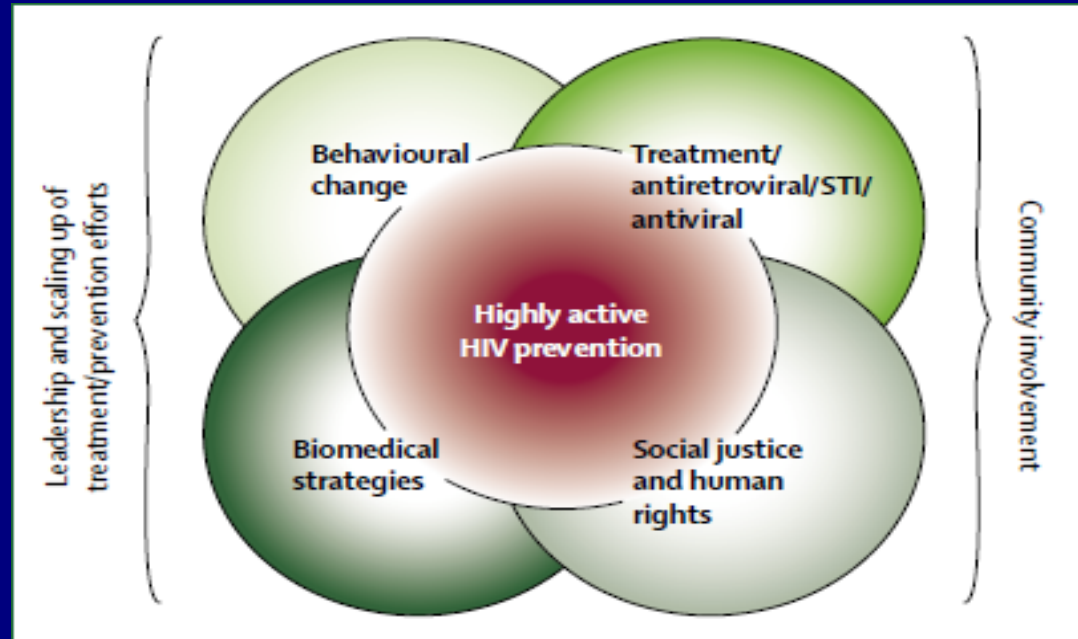 Leadership and scaling up of
treatment/prevention efforts
Behavioural
change
Treatment/
antiretroviral/STI/
antiviral
Highly active
HIV prevention
Biomedical
strategies
Social justice
and human
rights
Community involvement